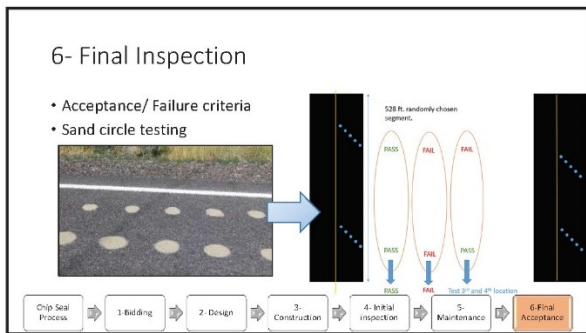 6- Final Inspection
• Acceptance/ Failure criteria
• Sand circle testing
528 ft. randomly chosen
segment.
PASS FAIL FAIL
PASS FAIL PASS
PASS FAIL Test 3rd and 4th location
Chip Seal
Process
1-Bidding
2- Design
3-
Construction
4- Initial
inspection
5-
Maintenance
6-Final
Acceptance